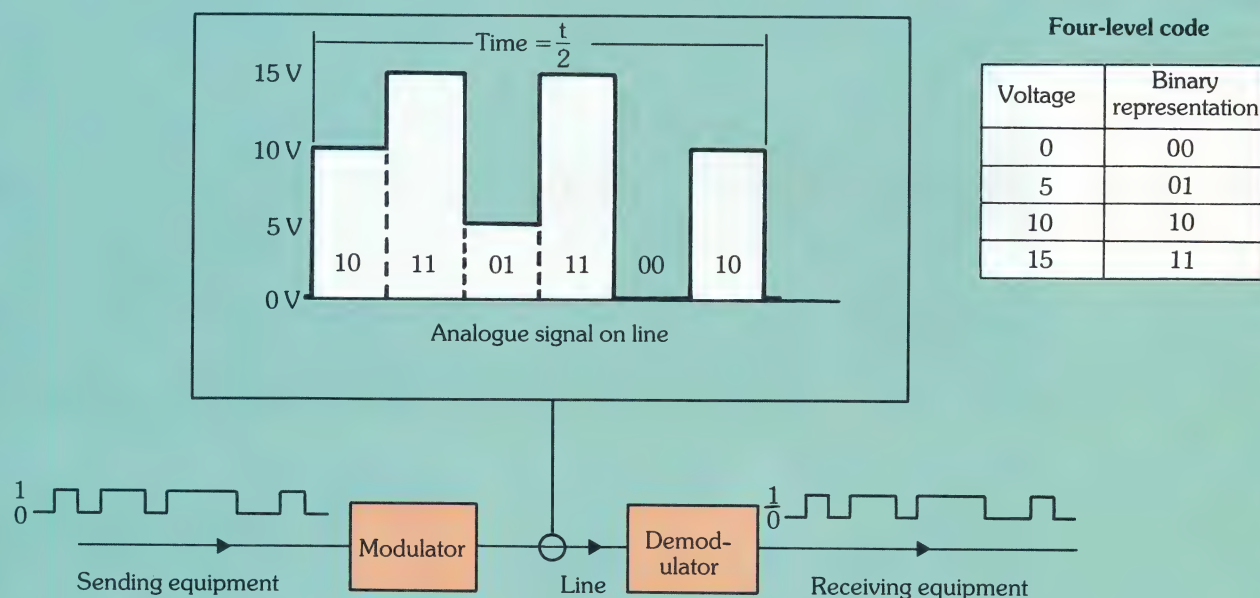 Time = t/2
15 V
10 V
5 V
0 V
10 11 01 11 00 10
Analogue signal on line
Four-level code
Voltage Binary representation
0 00
5 01
10 10
15 11
1
0
Sending equipment
Modulator
Line
Demod-
ulator
1
0
Receiving equipment